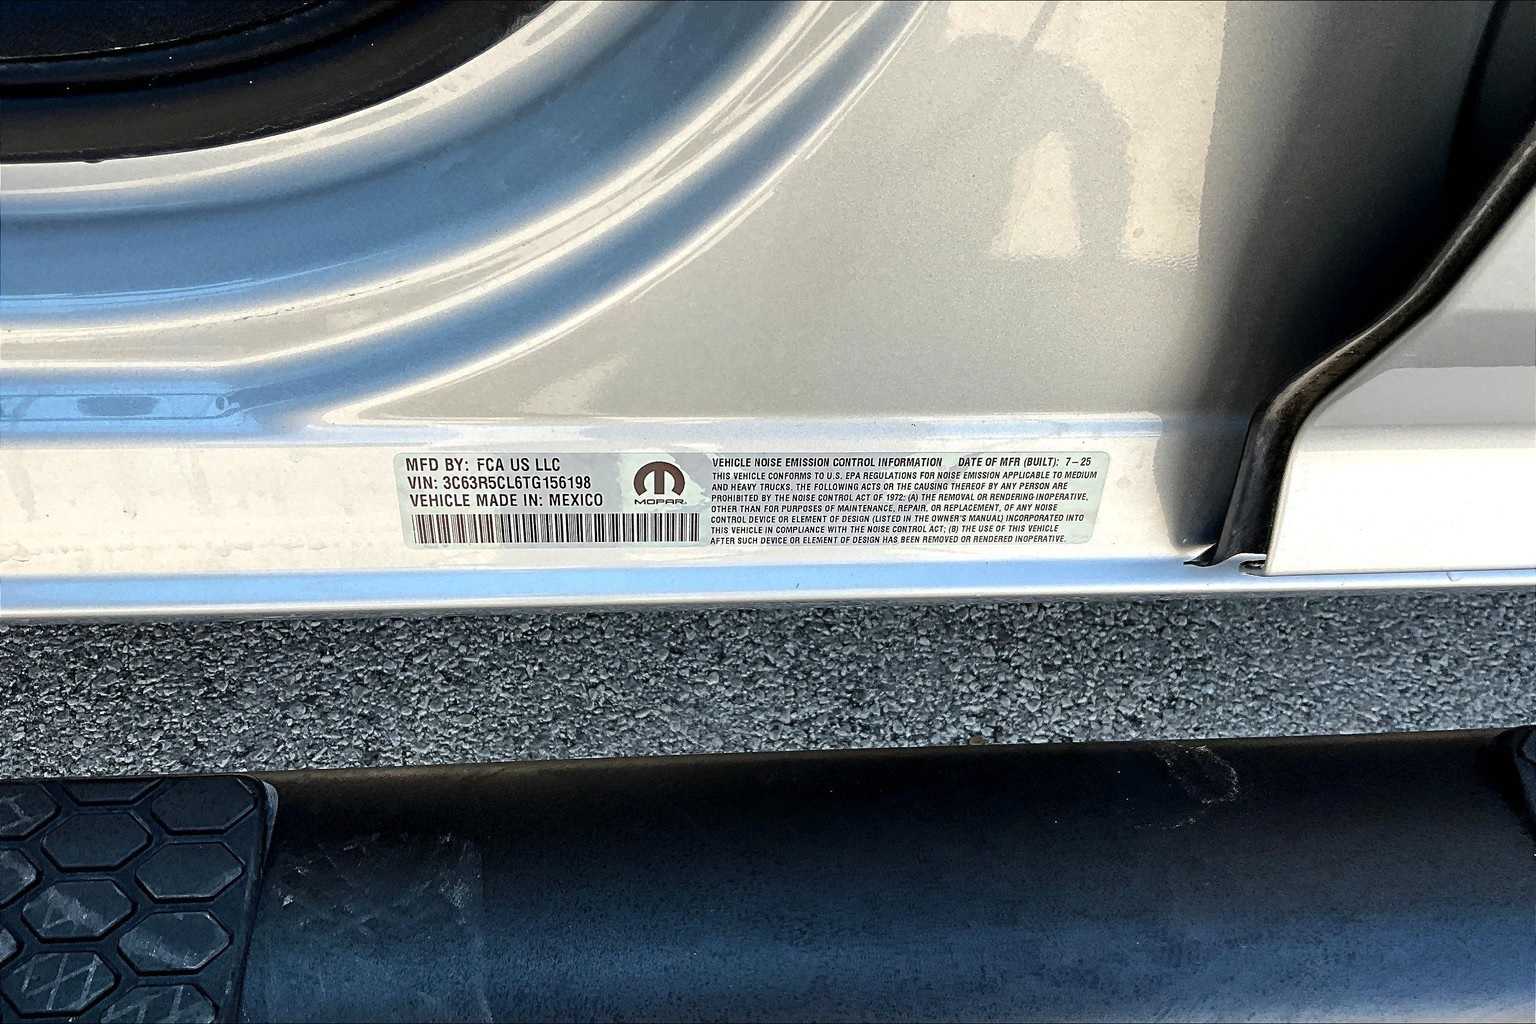 MFD BY: FCA US LLC
VIN: 3C63R5CL6TG156198
VEHICLE MADE IN: MEXICO
MOPAR.
VEHICLE NOISE EMISSION CONTROL INFORMATION DATE OF MFR (BUILT): 7-25
THIS VEHICLE CONFORMS TO U.S. EPA REGULATIONS FOR NOISE EMISSION APPLICABLE TO MEDIUM
AND HEAVY TRUCKS. THE FOLLOWING ACTS OR THE CAUSING THEREOF BY ANY PERSON ARE
PROHIBITED BY THE NOISE CONTROL ACT OF 1972: (A) THE REMOVAL OR RENDERING INOPERATIVE,
OTHER THAN FOR PURPOSES OF MAINTENANCE, REPAIR, OR REPLACEMENT, OF ANY NOISE
CONTROL DEVICE OR ELEMENT OF DESIGN (LISTED IN THE OWNER'S MANUAL) INCORPORATED INTO
THIS VEHICLE IN COMPLIANCE WITH THE NOISE CONTROL ACT; (B) THE USE OF THIS VEHICLE
AFTER SUCH DEVICE OR ELEMENT OF DESIGN HAS BEEN REMOVED OR RENDERED INOPERATIVE.